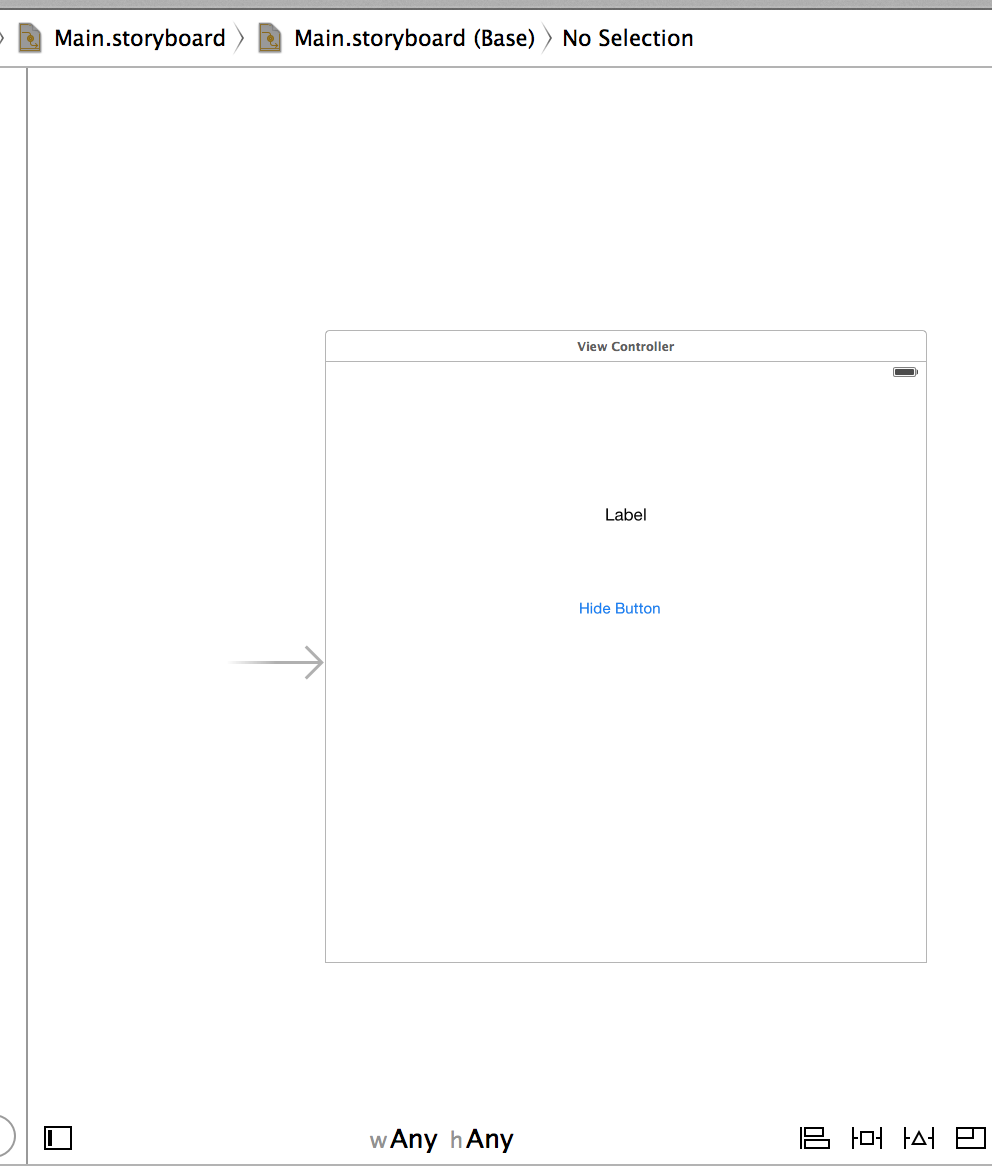 Main.storyboard Main.storyboard (Base) No Selection
View Controller
Label
Hide Button
wAny hAny